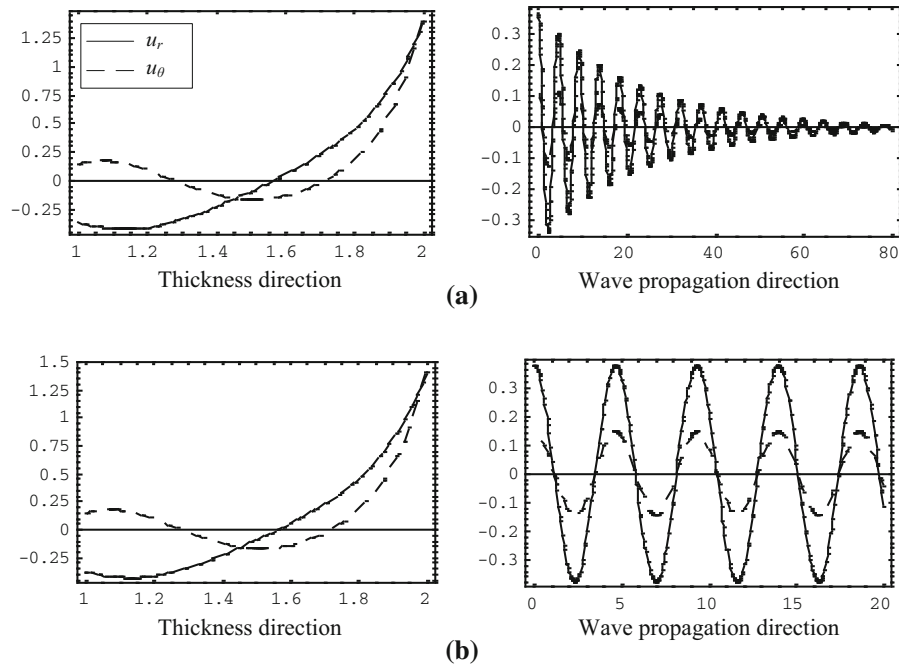 1.25
1
0.75
0.5
0.25
0
-0.25
u_r
u_θ
1 1.2 1.4 1.6 1.8 2
Thickness direction
0.3
0.2
0.1
0
-0.1
-0.2
-0.3
0 20 40 60 80
Wave propagation direction
(a)
1.5
1.25
1
0.75
0.5
0.25
0
-0.25
1 1.2 1.4 1.6 1.8 2
Thickness direction
0.3
0.2
0.1
0
-0.1
-0.2
-0.3
0 5 10 15 20
Wave propagation direction
(b)